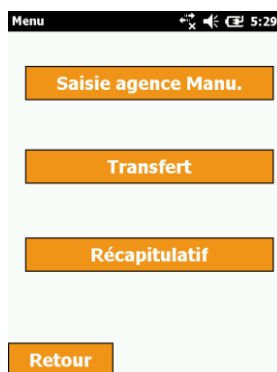 Menu 5:29
Saisie agence Manu.
Transfert
Récapitulatif
Retour